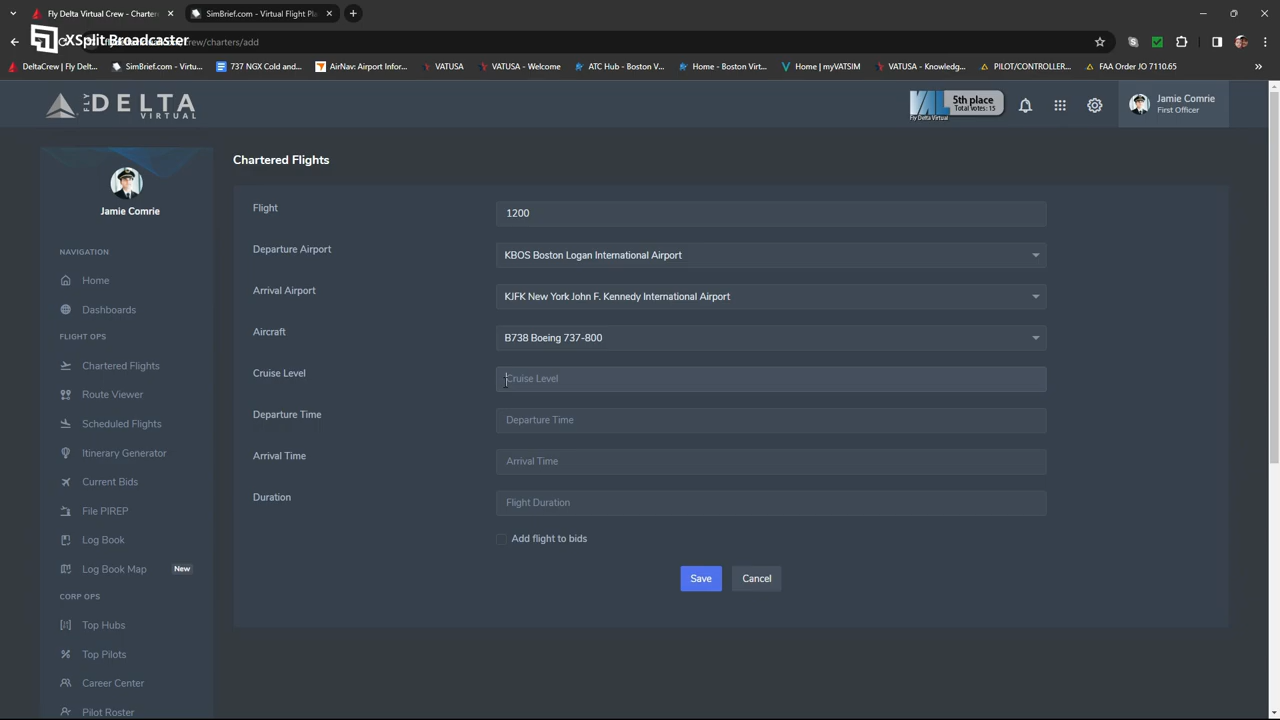 Fly Delta Virtual Crew - Charter
SimBrief.com - Virtual Flight Pl
XSplit Broadcaster
crew/charters/add
DeltaCrew | Fly Delt...
SimBrief.com - Virtu...
737 NGX Cold and...
AirNav: Airport Infor...
VATUSA
VATUSA - Welcome
ATC Hub - Boston V...
Home - Boston Virt...
Home | myVATSIM
VATUSA - Knowledg...
PILOT/CONTROLLER...
FAA Order JO 7110.65
FLY DELTA
VIRTUAL
VAL
Fly Delta Virtual
5th place
Total Votes: 15
Jamie Comrie
First Officer
Jamie Comrie
NAVIGATION
Home
Dashboards
FLIGHT OPS
Chartered Flights
Route Viewer
Scheduled Flights
Itinerary Generator
Current Bids
File PIREP
Log Book
Log Book Map New
CORP OPS
Top Hubs
Top Pilots
Career Center
Pilot Roster
Chartered Flights
Flight 1200
Departure Airport KBOS Boston Logan International Airport
Arrival Airport KJFK New York John F. Kennedy International Airport
Aircraft B738 Boeing 737-800
Cruise Level Cruise Level
Departure Time Departure Time
Arrival Time Arrival Time
Duration Flight Duration
Add flight to bids
Save Cancel